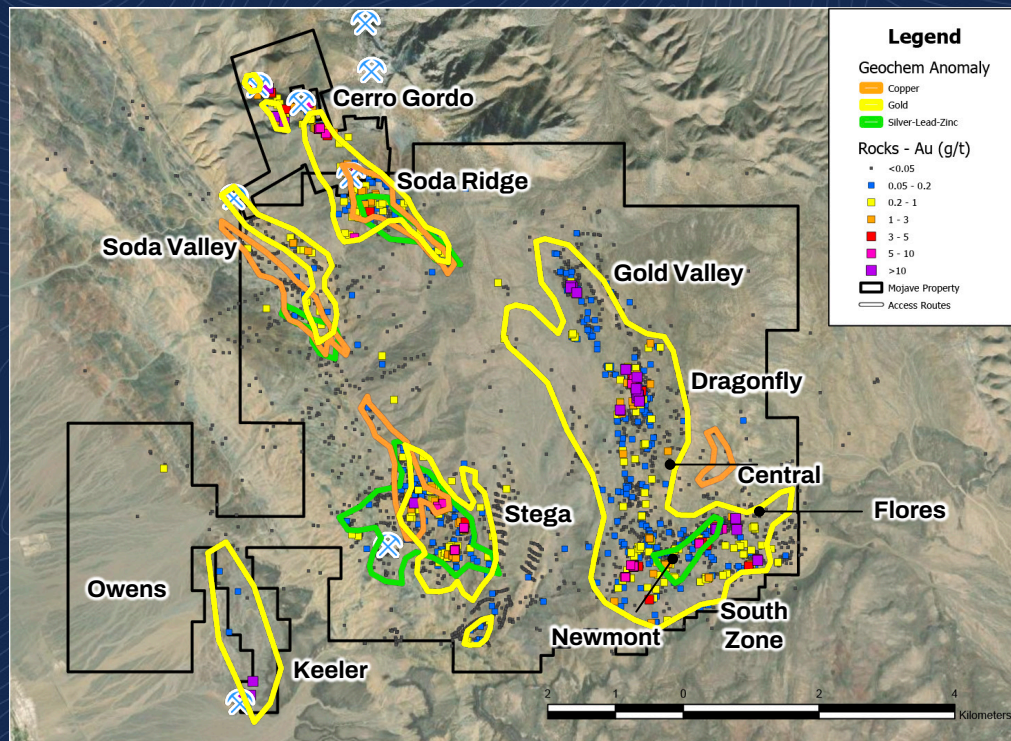 Legend
Geochem Anomaly
Copper
Gold
Silver-Lead-Zinc
Rocks - Au (g/t)
<0.05
0.05 - 0.2
0.2 - 1
1 - 3
3 - 5
5 - 10
>10
Mojave Property
Access Routes
Cerro Gordo
Soda Ridge
Soda Valley
Gold Valley
Dragonfly
Central
Flores
Stega
Owens
Newmont
South
Zone
Keeler
2 0 2 4
Kilometers